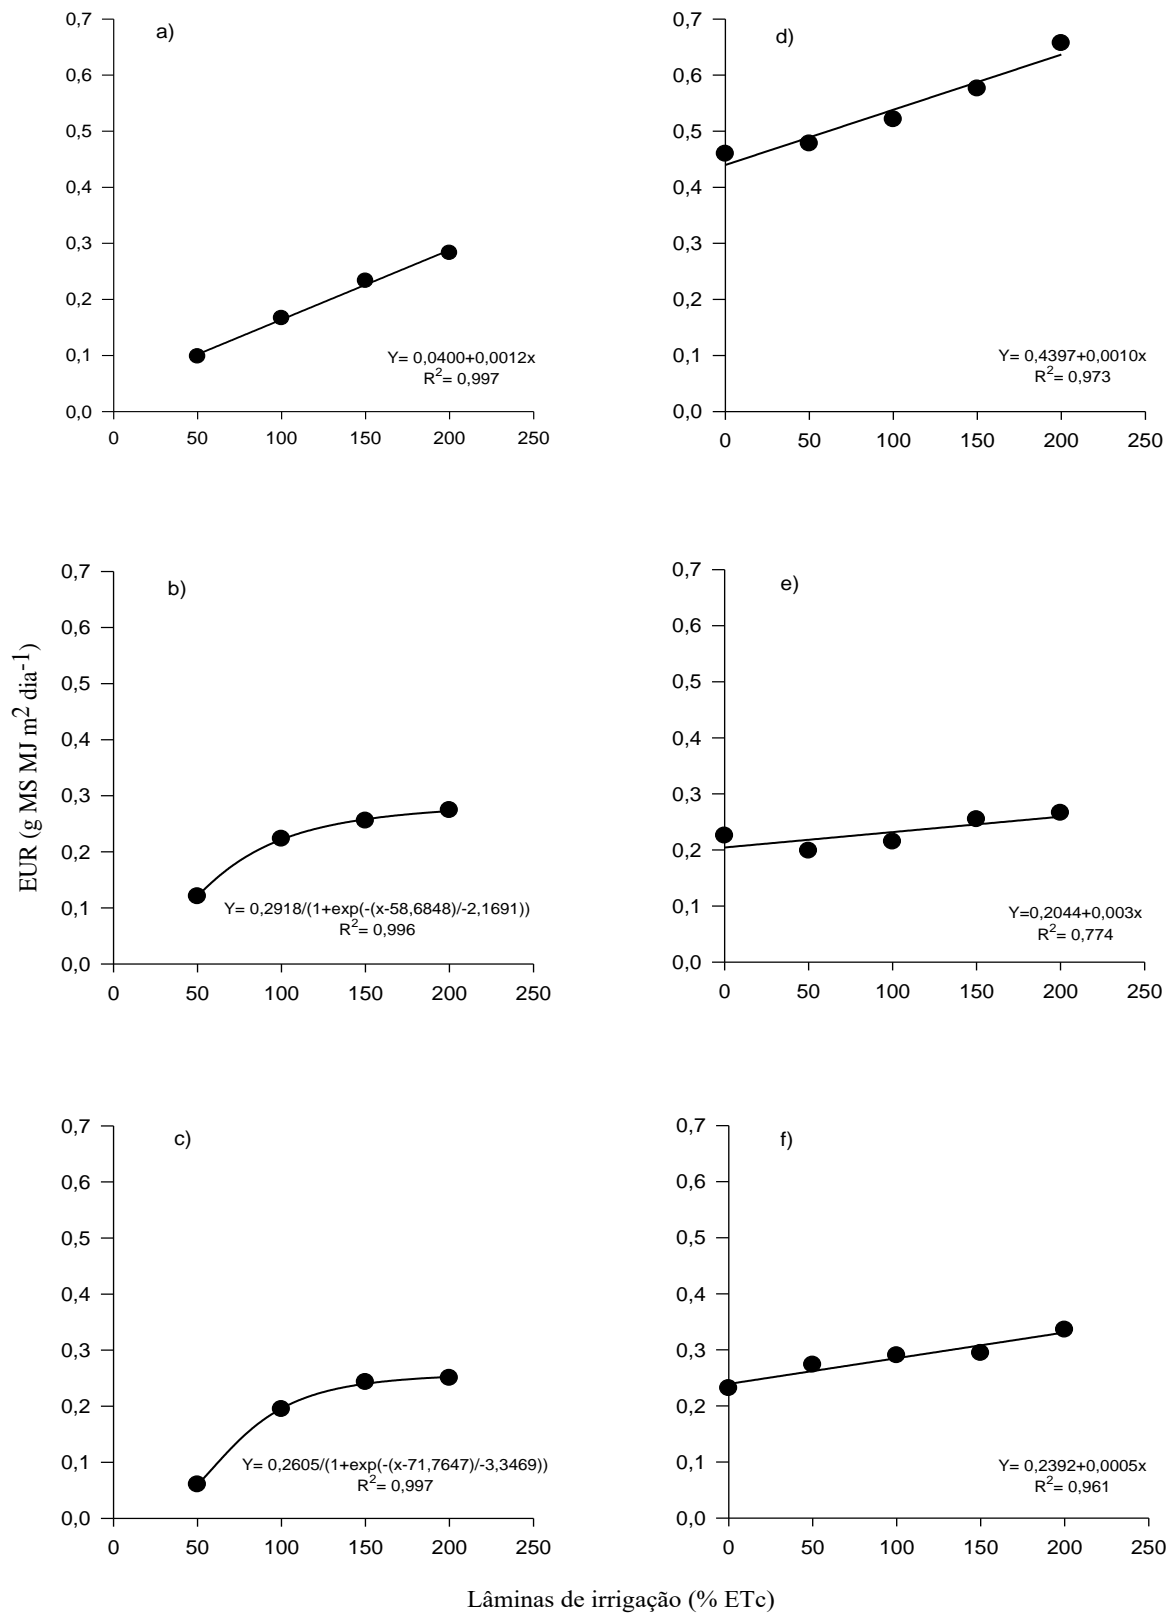 a)
0,7
0,6
0,5
0,4
0,3
0,2
0,1
0,0
Y= 0,0400+0,0012x
R²= 0,997
0 50 100 150 200 250
d)
0,7
0,6
0,5
0,4
0,3
0,2
0,1
0,0
Y= 0,4397+0,0010x
R²= 0,973
0 50 100 150 200 250
EUR (g MS MJ m² dia⁻¹)
b)
0,7
0,6
0,5
0,4
0,3
0,2
0,1
0,0
Y= 0,2918/(1+exp(-(x-58,6848)/-2,1691))
R²= 0,996
0 50 100 150 200 250
e)
0,7
0,6
0,5
0,4
0,3
0,2
0,1
0,0
Y=0,2044+0,003x
R²= 0,774
0 50 100 150 200 250
c)
0,7
0,6
0,5
0,4
0,3
0,2
0,1
0,0
Y= 0,2605/(1+exp(-(x-71,7647)/-3,3469))
R²= 0,997
0 50 100 150 200 250
f)
0,7
0,6
0,5
0,4
0,3
0,2
0,1
0,0
Y= 0,2392+0,0005x
R²= 0,961
0 50 100 150 200 250
Lâminas de irrigação (% ETc)